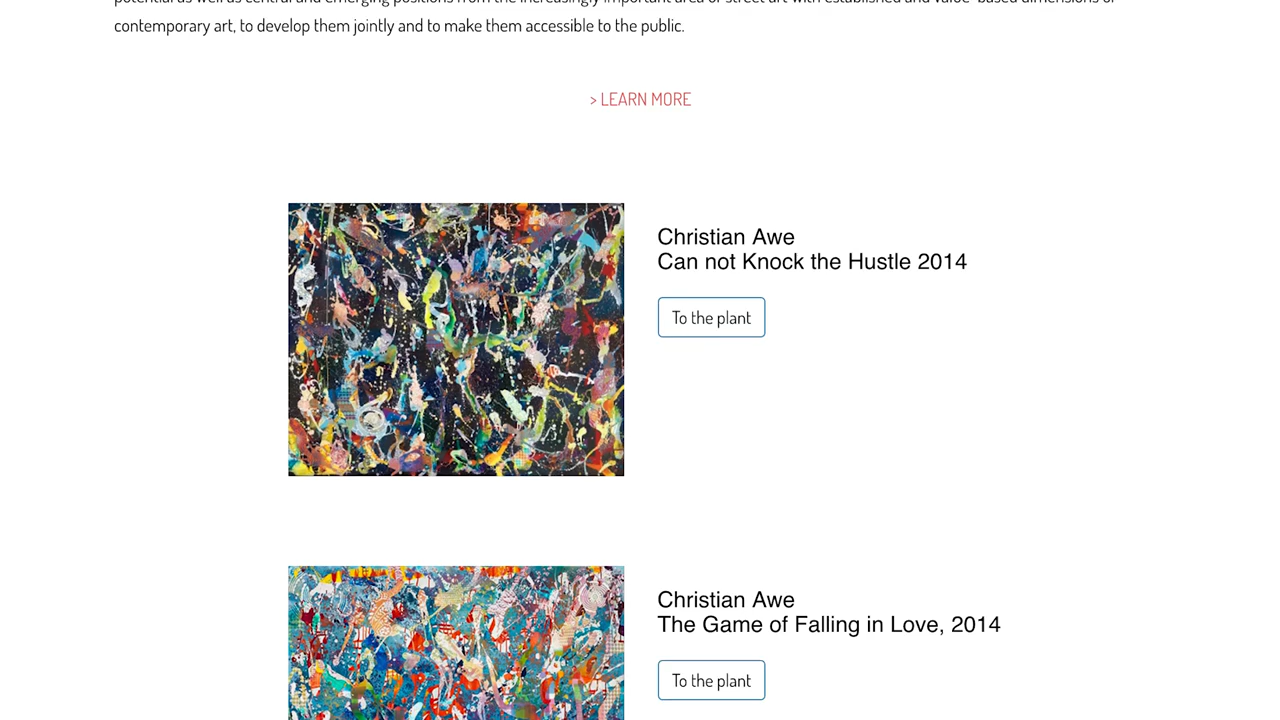 contemporary art, to develop them jointly and to make them accessible to the public.
> LEARN MORE
Christian Awe
Can not Knock the Hustle 2014
To the plant
Christian Awe
The Game of Falling in Love, 2014
To the plant